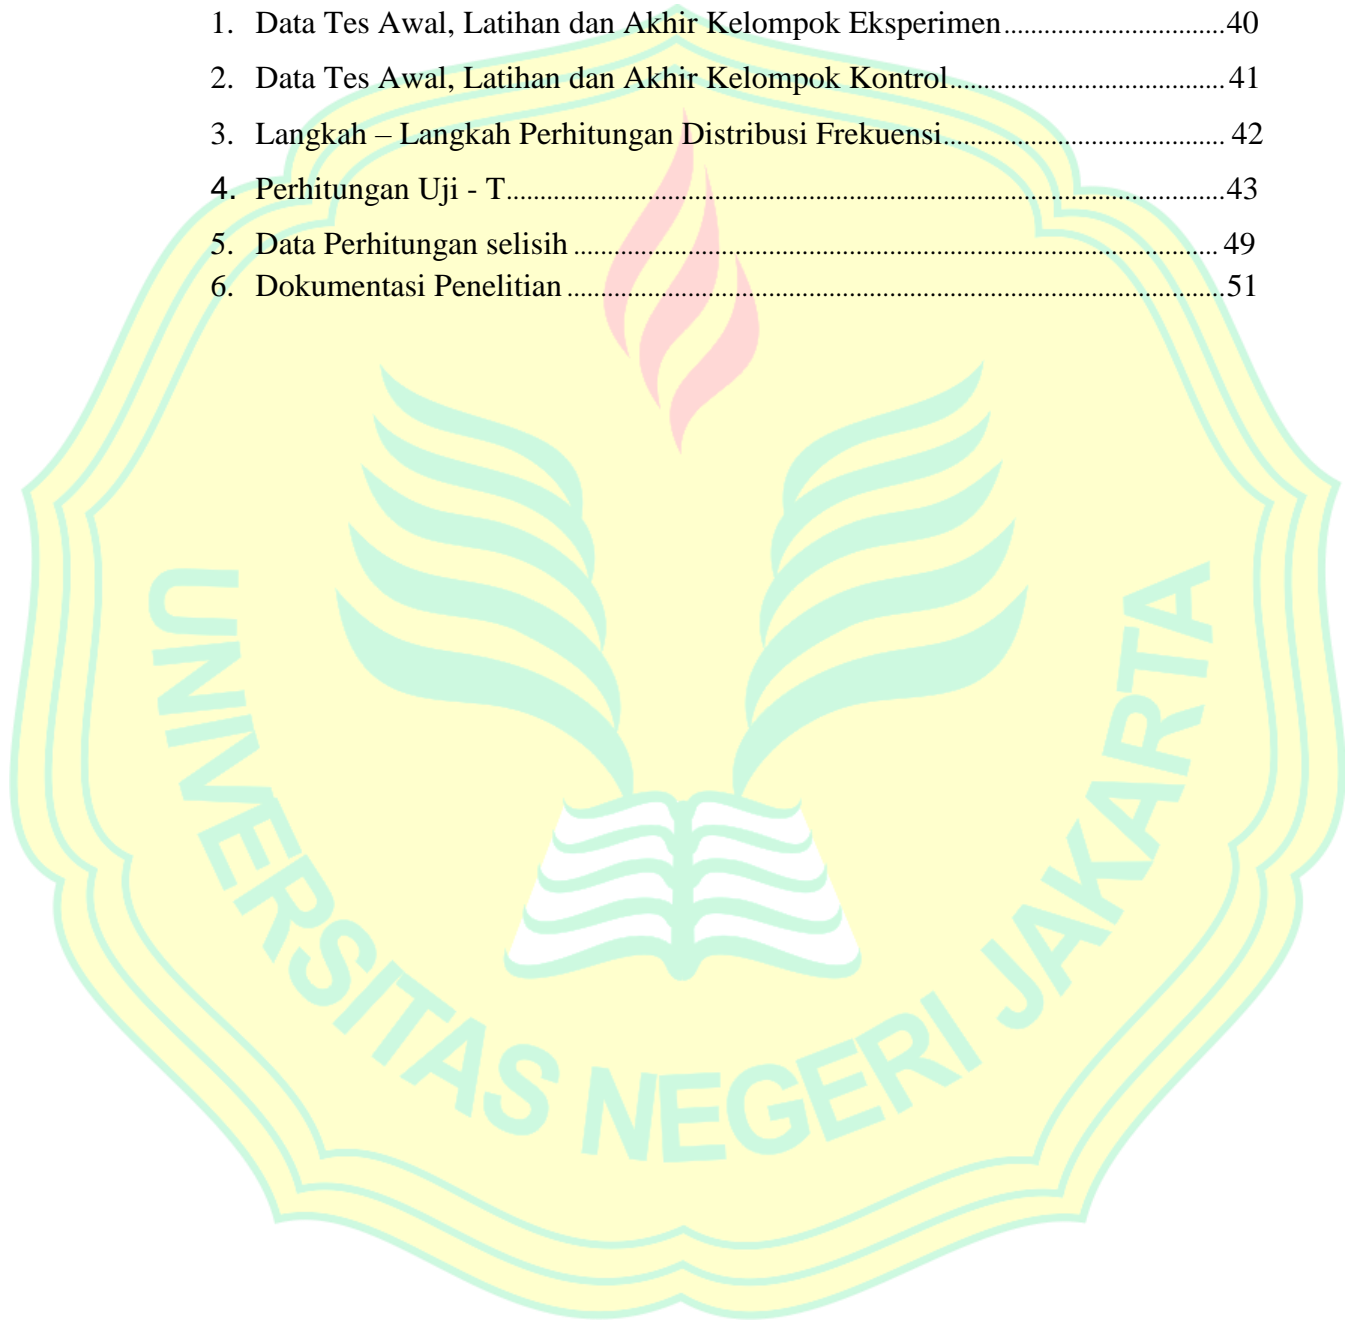 1. Data Tes Awal, Latihan dan Akhir Kelompok Eksperimen.................................40
2. Data Tes Awal, Latihan dan Akhir Kelompok Kontrol......................................... 41
3. Langkah – Langkah Perhitungan Distribusi Frekuensi.......................................... 42
4. Perhitungan Uji - T...........................................................................................................43
5. Data Perhitungan selisih ................................................................................................ 49
6. Dokumentasi Penelitian ..................................................................................................51
UNIVERSITAS NEGERI JAKARTA